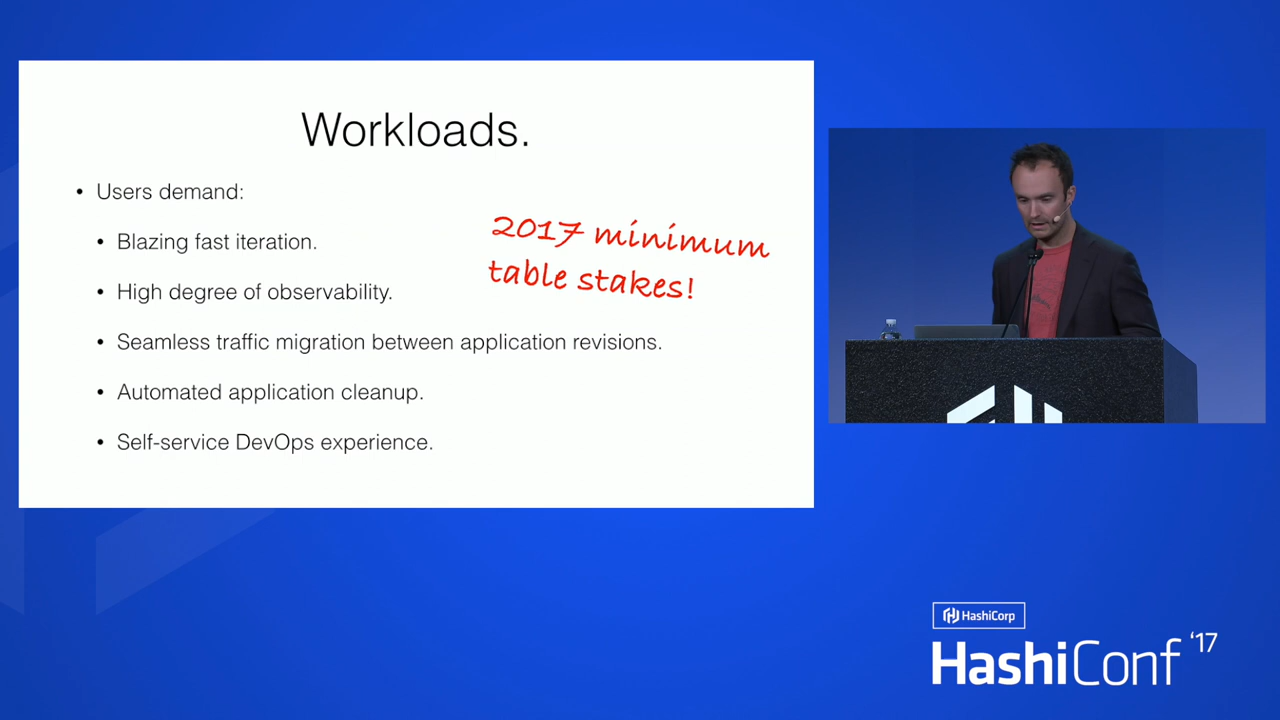 Workloads.
• Users demand:
• Blazing fast iteration.
• High degree of observability.
• Seamless traffic migration between application revisions.
• Automated application cleanup.
• Self-service DevOps experience.
2017 minimum
table stakes!
HashiCorp
HashiConf '17